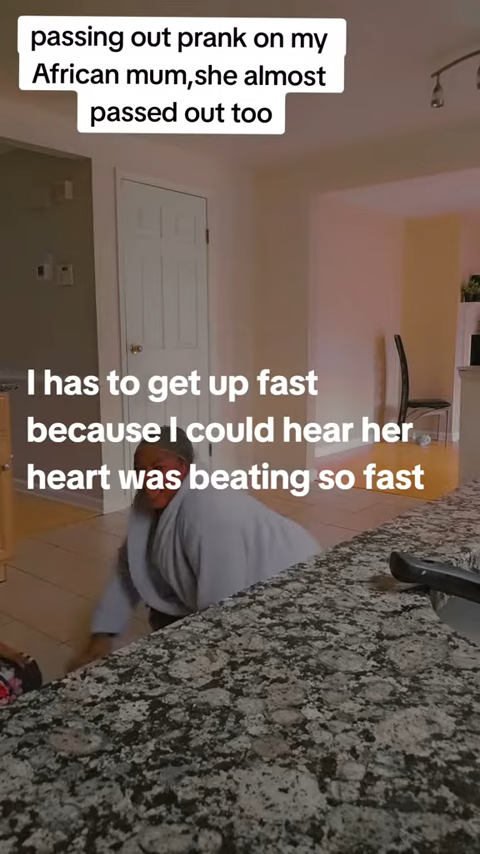 passing out prank on my
African mum,she almost
passed out too
I has to get up fast
because I could hear her
heart was beating so fast